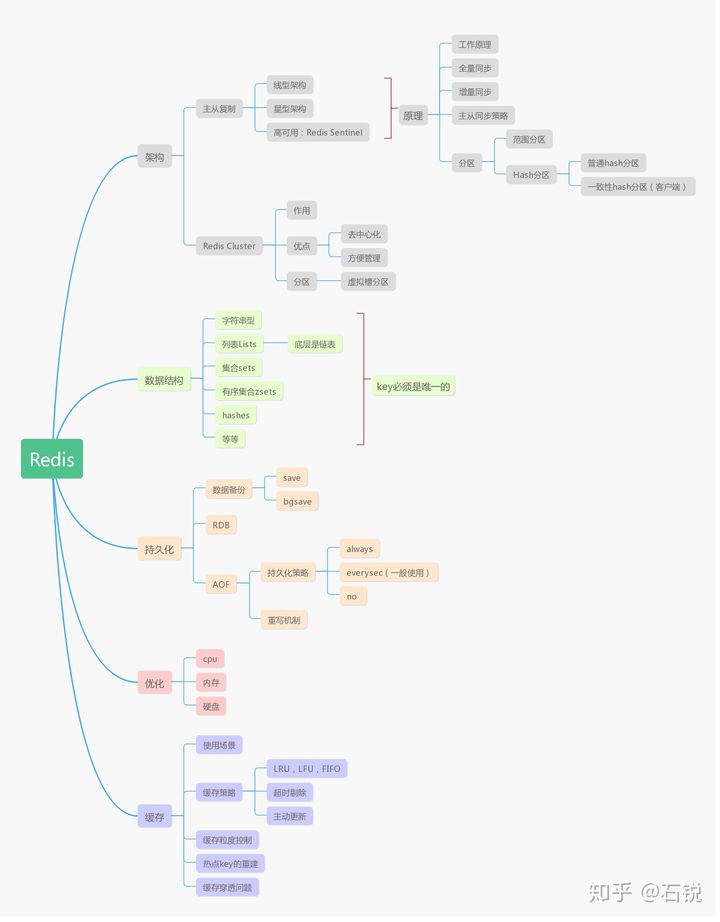 Redis
架构
主从复制
线型架构
星型架构
高可用：Redis Sentinel
原理
工作原理
全量同步
增量同步
主从同步策略
分区
范围分区
Hash分区
普通hash分区
一致性hash分区（客户端）
Redis Cluster
作用
优点
去中心化
方便管理
分区
虚拟槽分区
数据结构
字符串型
列表Lists
底层是链表
集合sets
有序集合zsets
hashes
等等
key必须是唯一的
持久化
数据备份
save
bgsave
RDB
AOF
持久化策略
always
everysec（一般使用）
no
重写机制
优化
cpu
内存
硬盘
缓存
使用场景
缓存策略
LRU，LFU，FIFO
超时剔除
主动更新
缓存粒度控制
热点key的重建
缓存穿透问题
知乎 @石锐